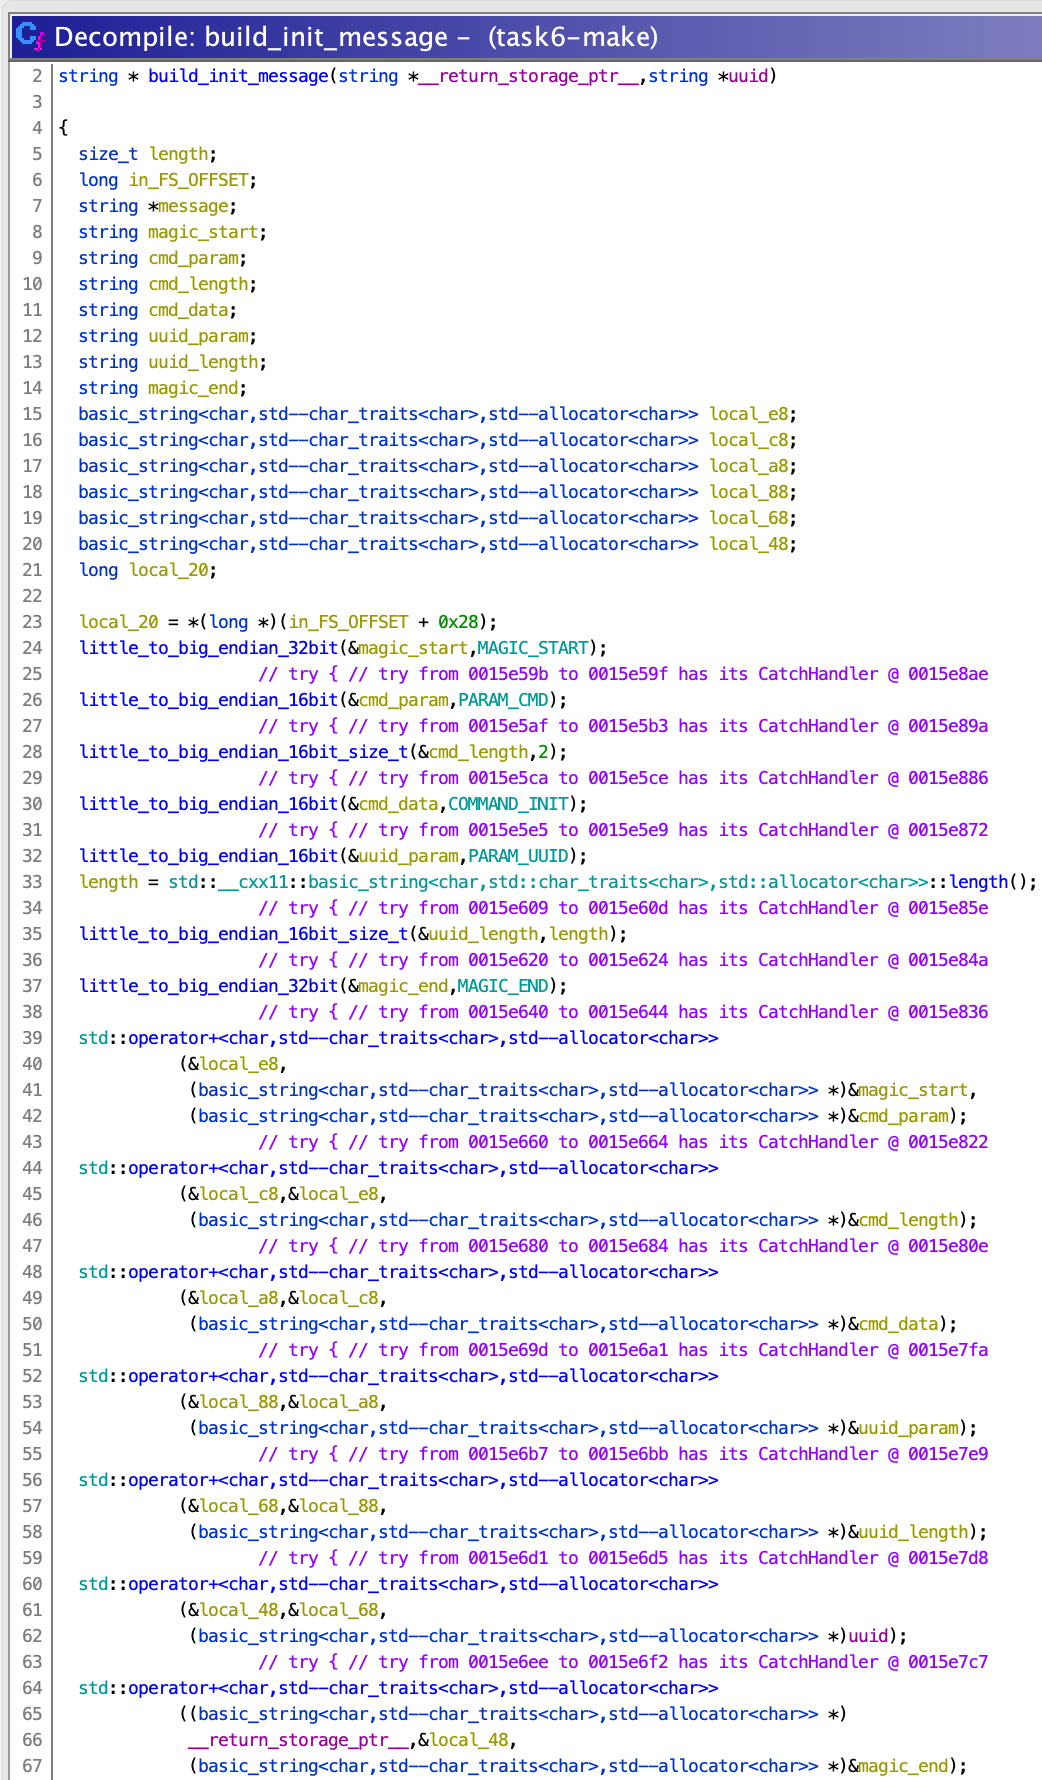 Decompile: build_init_message -  (task6-make)
2 string * build_init_message(string *__return_storage_ptr__,string *uuid)
3
4 {
5   size_t length;
6   long in_FS_OFFSET;
7   string *message;
8   string magic_start;
9   string cmd_param;
10   string cmd_length;
11   string cmd_data;
12   string uuid_param;
13   string uuid_length;
14   string magic_end;
15   basic_string<char,std--char_traits<char>,std--allocator<char>> local_e8;
16   basic_string<char,std--char_traits<char>,std--allocator<char>> local_c8;
17   basic_string<char,std--char_traits<char>,std--allocator<char>> local_a8;
18   basic_string<char,std--char_traits<char>,std--allocator<char>> local_88;
19   basic_string<char,std--char_traits<char>,std--allocator<char>> local_68;
20   basic_string<char,std--char_traits<char>,std--allocator<char>> local_48;
21   long local_20;
22
23   local_20 = *(long *)(in_FS_OFFSET + 0x28);
24   little_to_big_endian_32bit(&magic_start,MAGIC_START);
25                     // try { // try from 0015e59b to 0015e59f has its CatchHandler @ 0015e8ae
26   little_to_big_endian_16bit(&cmd_param,PARAM_CMD);
27                     // try { // try from 0015e5af to 0015e5b3 has its CatchHandler @ 0015e89a
28   little_to_big_endian_16bit_size_t(&cmd_length,2);
29                     // try { // try from 0015e5ca to 0015e5ce has its CatchHandler @ 0015e886
30   little_to_big_endian_16bit(&cmd_data,COMMAND_INIT);
31                     // try { // try from 0015e5e5 to 0015e5e9 has its CatchHandler @ 0015e872
32   little_to_big_endian_16bit(&uuid_param,PARAM_UUID);
33   length = std::__cxx11::basic_string<char,std::char_traits<char>,std::allocator<char>>::length();
34                     // try { // try from 0015e609 to 0015e60d has its CatchHandler @ 0015e85e
35   little_to_big_endian_16bit_size_t(&uuid_length,length);
36                     // try { // try from 0015e620 to 0015e624 has its CatchHandler @ 0015e84a
37   little_to_big_endian_32bit(&magic_end,MAGIC_END);
38                     // try { // try from 0015e640 to 0015e644 has its CatchHandler @ 0015e836
39   std::operator+<char,std--char_traits<char>,std--allocator<char>>
40             (&local_e8,
41              (basic_string<char,std--char_traits<char>,std--allocator<char>> *)&magic_start,
42              (basic_string<char,std--char_traits<char>,std--allocator<char>> *)&cmd_param);
43                     // try { // try from 0015e660 to 0015e664 has its CatchHandler @ 0015e822
44   std::operator+<char,std--char_traits<char>,std--allocator<char>>
45             (&local_c8,&local_e8,
46              (basic_string<char,std--char_traits<char>,std--allocator<char>> *)&cmd_length);
47                     // try { // try from 0015e680 to 0015e684 has its CatchHandler @ 0015e80e
48   std::operator+<char,std--char_traits<char>,std--allocator<char>>
49             (&local_a8,&local_c8,
50              (basic_string<char,std--char_traits<char>,std--allocator<char>> *)&cmd_data);
51                     // try { // try from 0015e69d to 0015e6a1 has its CatchHandler @ 0015e7fa
52   std::operator+<char,std--char_traits<char>,std--allocator<char>>
53             (&local_88,&local_a8,
54              (basic_string<char,std--char_traits<char>,std--allocator<char>> *)&uuid_param);
55                     // try { // try from 0015e6b7 to 0015e6bb has its CatchHandler @ 0015e7e9
56   std::operator+<char,std--char_traits<char>,std--allocator<char>>
57             (&local_68,&local_88,
58              (basic_string<char,std--char_traits<char>,std--allocator<char>> *)&uuid_length);
59                     // try { // try from 0015e6d1 to 0015e6d5 has its CatchHandler @ 0015e7d8
60   std::operator+<char,std--char_traits<char>,std--allocator<char>>
61             (&local_48,&local_68,
62              (basic_string<char,std--char_traits<char>,std--allocator<char>> *)uuid);
63                     // try { // try from 0015e6ee to 0015e6f2 has its CatchHandler @ 0015e7c7
64   std::operator+<char,std--char_traits<char>,std--allocator<char>>
65             ((basic_string<char,std--char_traits<char>,std--allocator<char>> *)
66              __return_storage_ptr__,&local_48,
67              (basic_string<char,std--char_traits<char>,std--allocator<char>> *)&magic_end);